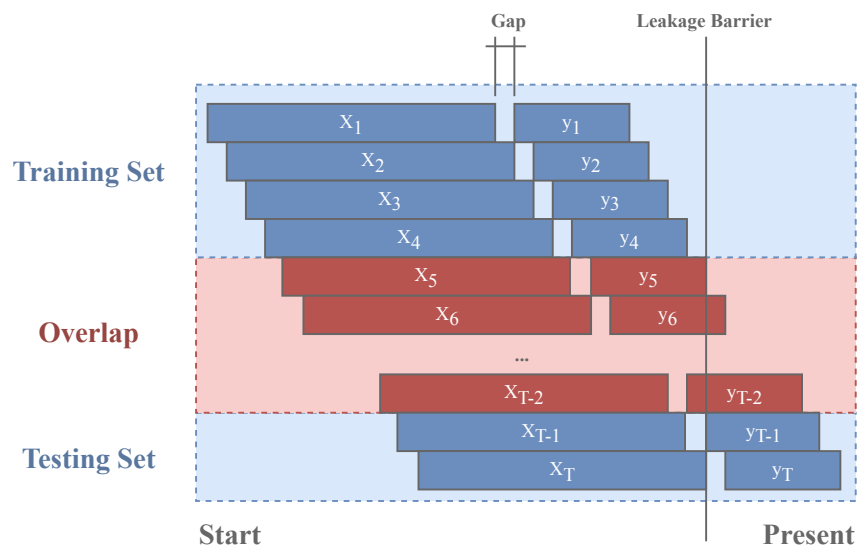 Gap Leakage Barrier
X1 y1
Training Set
X2 y2
X3 y3
X4 y4
X5 y5
X6 y6
Overlap
...
XT-2 yT-2
XT-1 yT-1
Testing Set
XT yT
Start Present